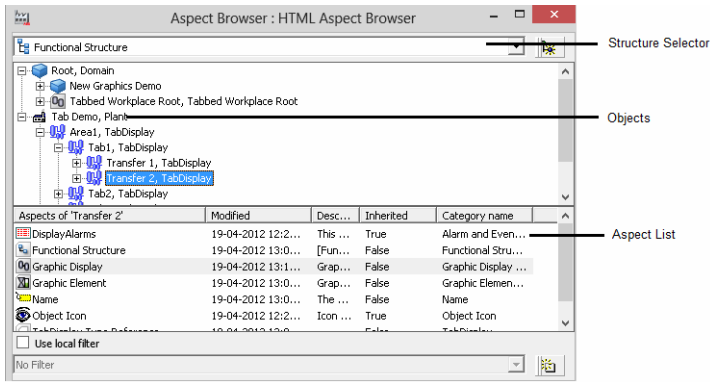 Aspect Browser : HTML Aspect Browser
Functional Structure
Structure Selector
Root, Domain
New Graphics Demo
Tabbed Workplace Root, Tabbed Workplace Root
Tab Demo, Plant
Objects
Area1, TabDisplay
Tab1, TabDisplay
Transfer 1, TabDisplay
Transfer 2, TabDisplay
Tab2, TabDisplay
Aspects of 'Transfer 2' Modified Desc... Inherited Category name
DisplayAlarms 19-04-2012 12:2... This ... True Alarm and Even...
Aspect List
Functional Structure 19-04-2012 13:0... [Fun... False Functional Stru...
Graphic Display 19-04-2012 13:1... Grap... False Graphic Display ...
Graphic Element 19-04-2012 13:0... Grap... False Graphic Elemen...
Name 19-04-2012 13:0... The ... False Name
Object Icon 19-04-2012 12:2... Icon ... True Object Icon
Use local filter
No Filter